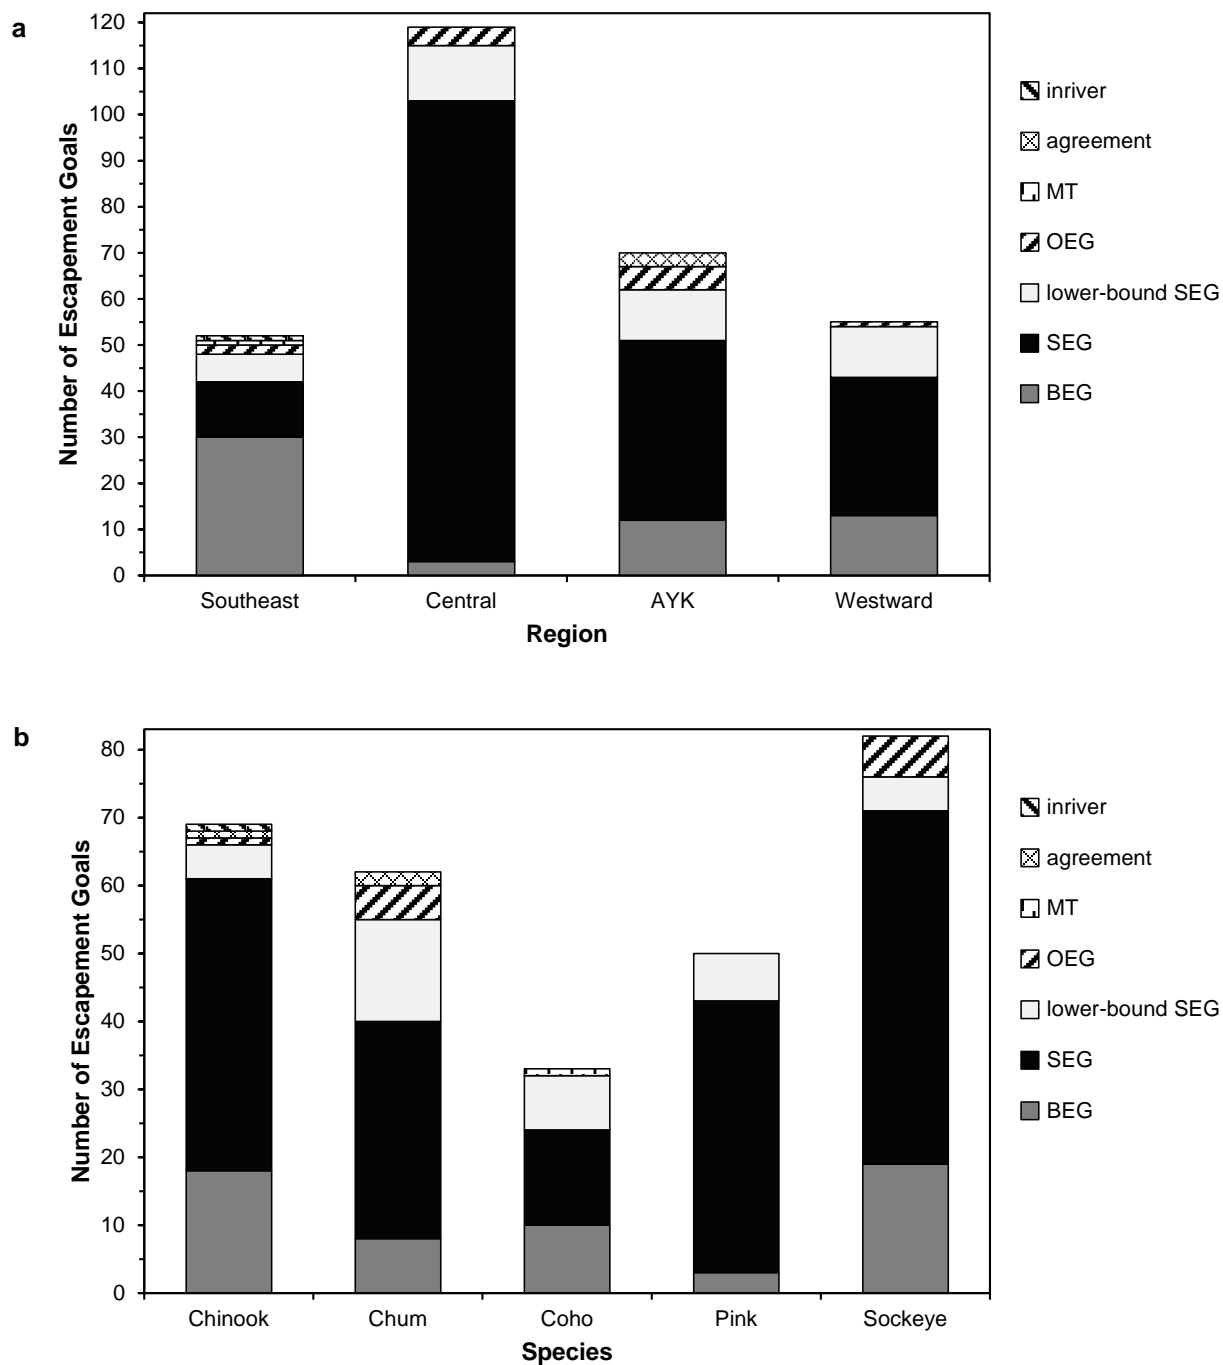 a
Number of Escapement Goals
120
110
100
90
80
70
60
50
40
30
20
10
0
Southeast Central AYK Westward
Region
inriver
agreement
MT
OEG
lower-bound SEG
SEG
BEG
b
Number of Escapement Goals
80
70
60
50
40
30
20
10
0
Chinook Chum Coho Pink Sockeye
Species
inriver
agreement
MT
OEG
lower-bound SEG
SEG
BEG